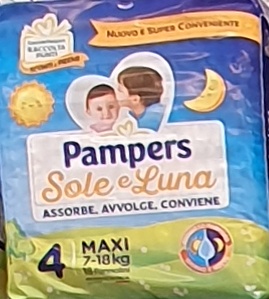 RACCOLTA
PUNTI
NUOVO E SUPER CONVENIENTE
Pampers
Sole e Luna
ASSORBE, AVVOLGE, CONVIENE
4 MAXI
7-18kg